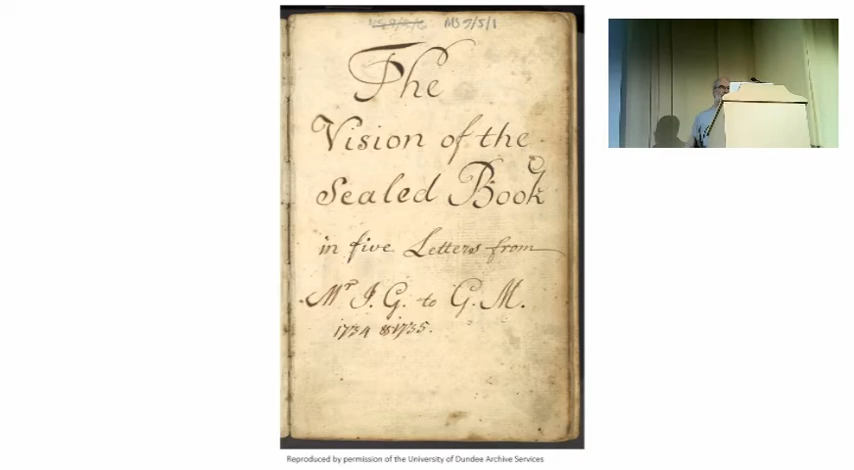 MS 7/5/1
The
Vision of the
Sealed Book
in five Letters from
Mr. J. G. to G. M.
1734 & 1735.
Reproduced by permission of the University of Dundee Archive Services